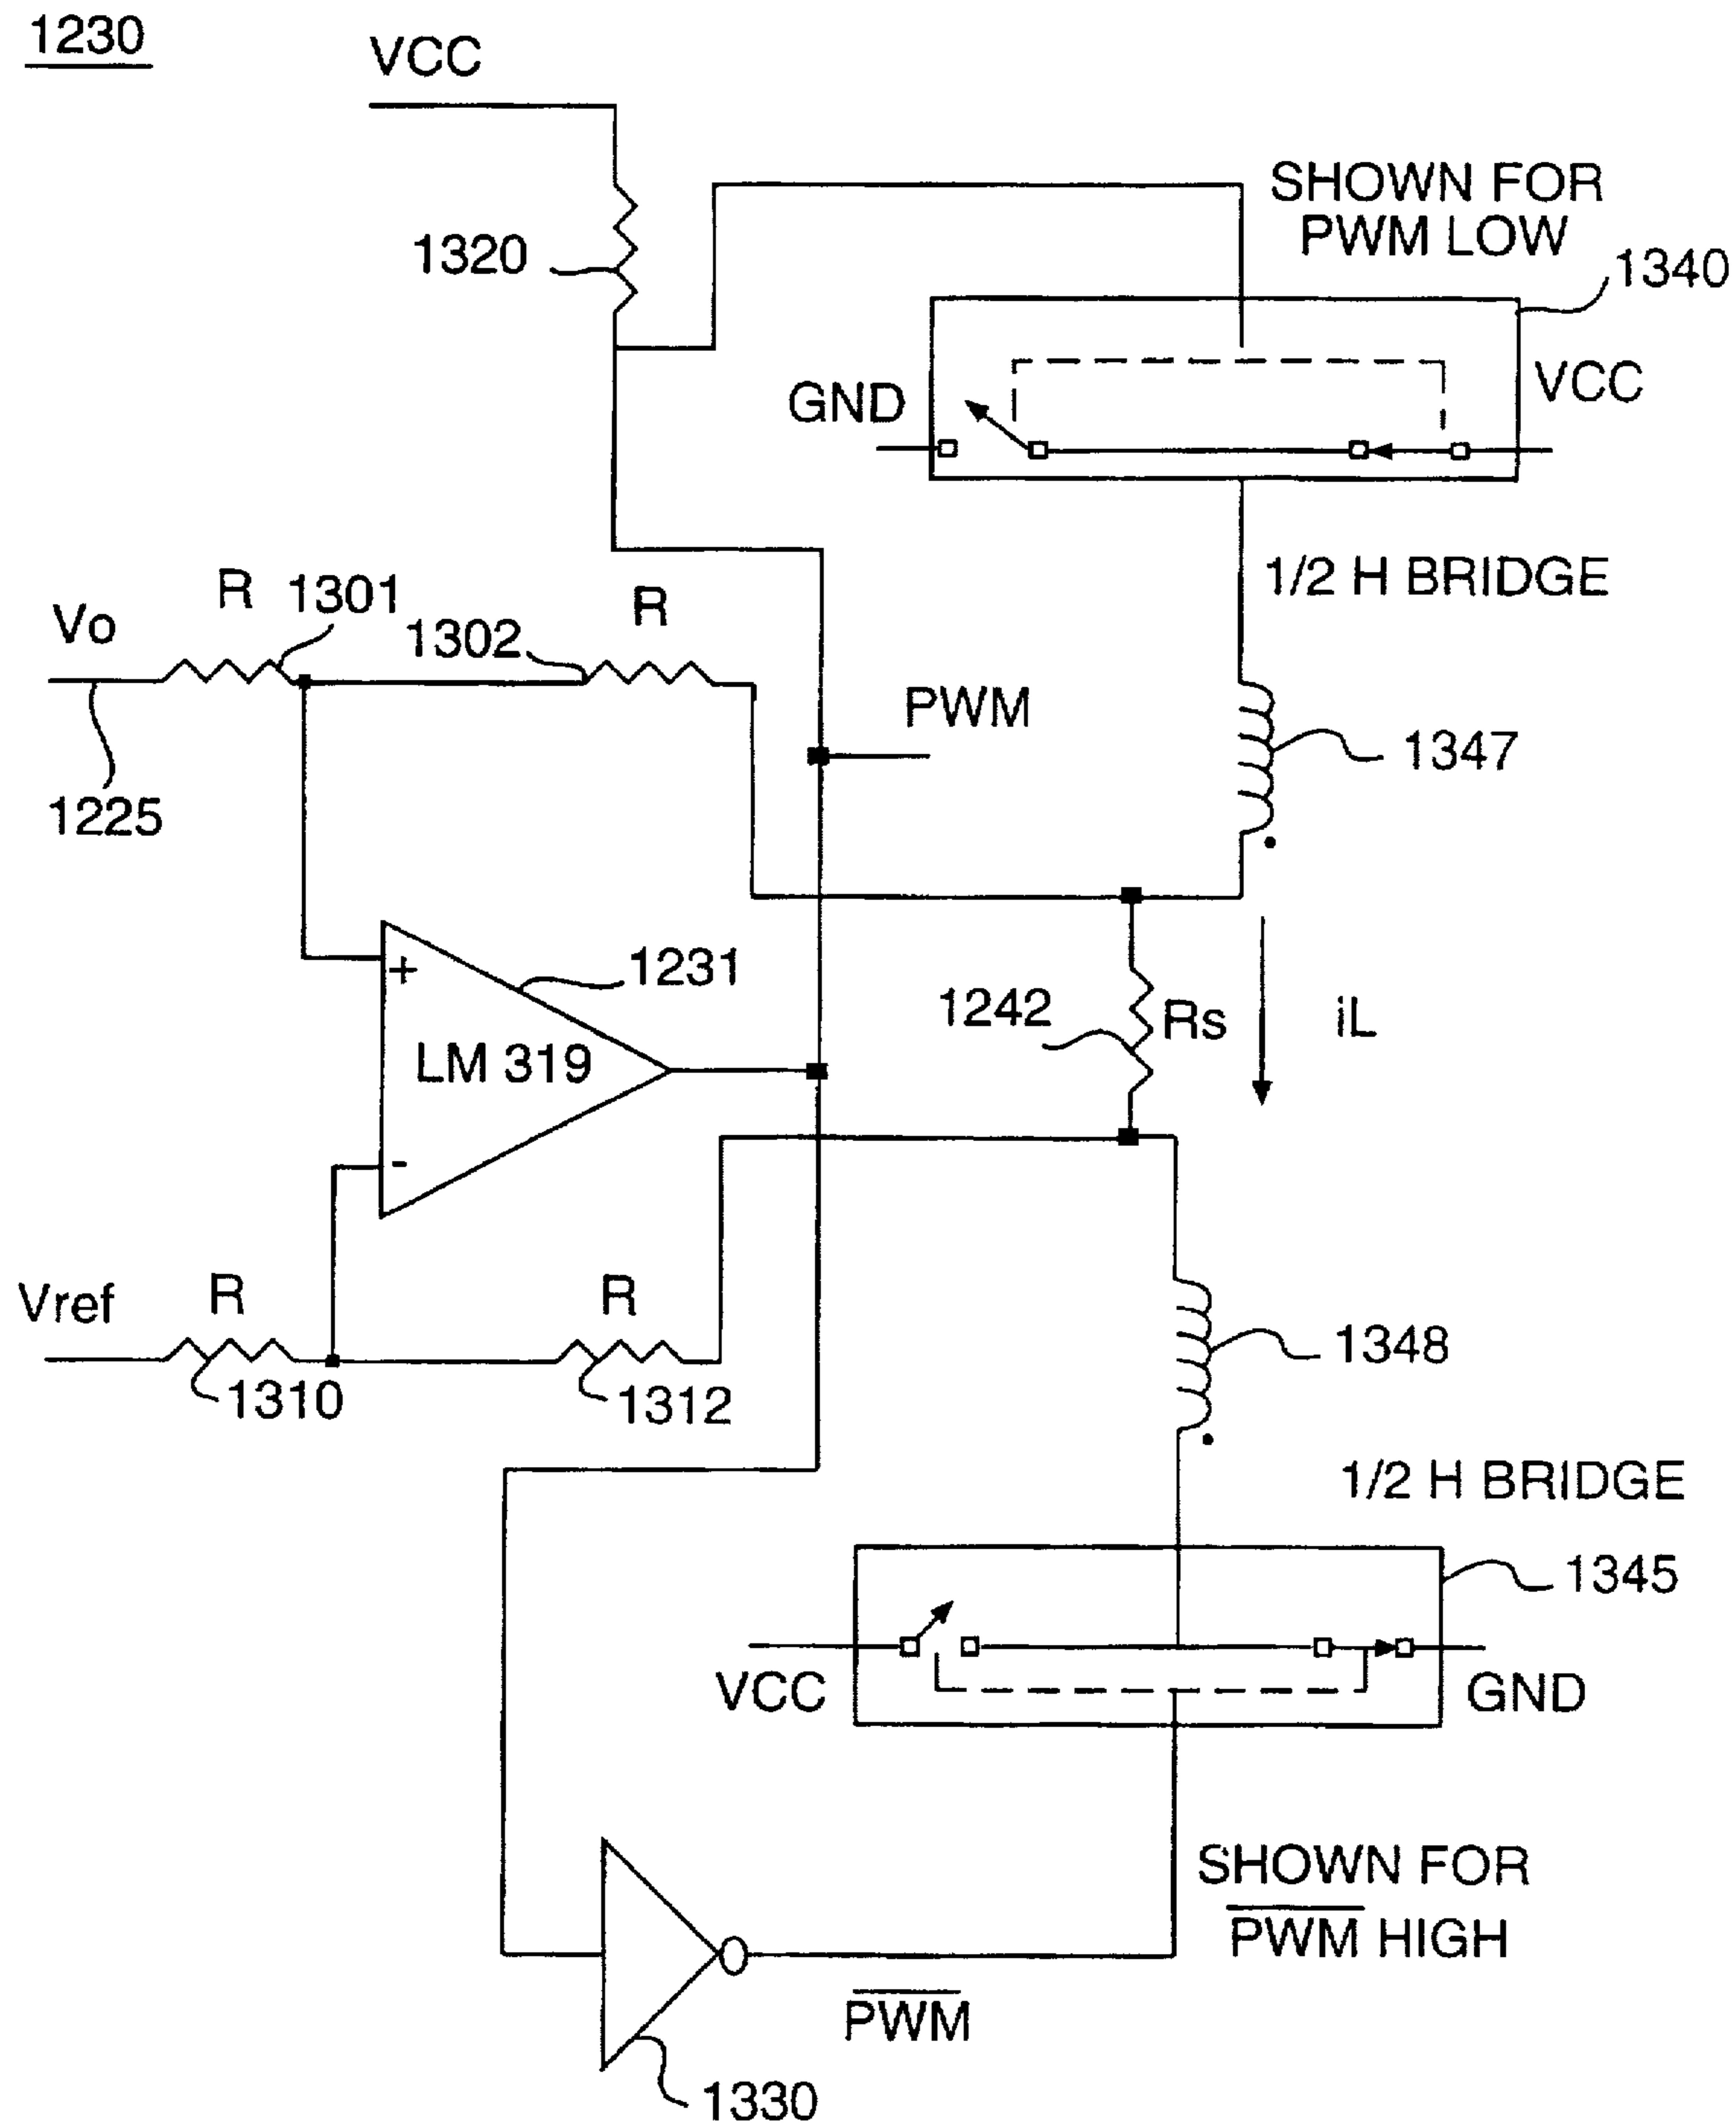 1230
VCC
SHOWN FOR
PWM LOW
1320
1340
GND
VCC
1/2 H BRIDGE
R
1301
R
Vo
1302
PWM
1347
1225
+
1231
1242
Rs
iL
LM 319
-
Vref
R
R
1348
1310
1312
1/2 H BRIDGE
1345
VCC
GND
SHOWN FOR
P̅W̅M̅ HIGH
P̅W̅M̅
1330